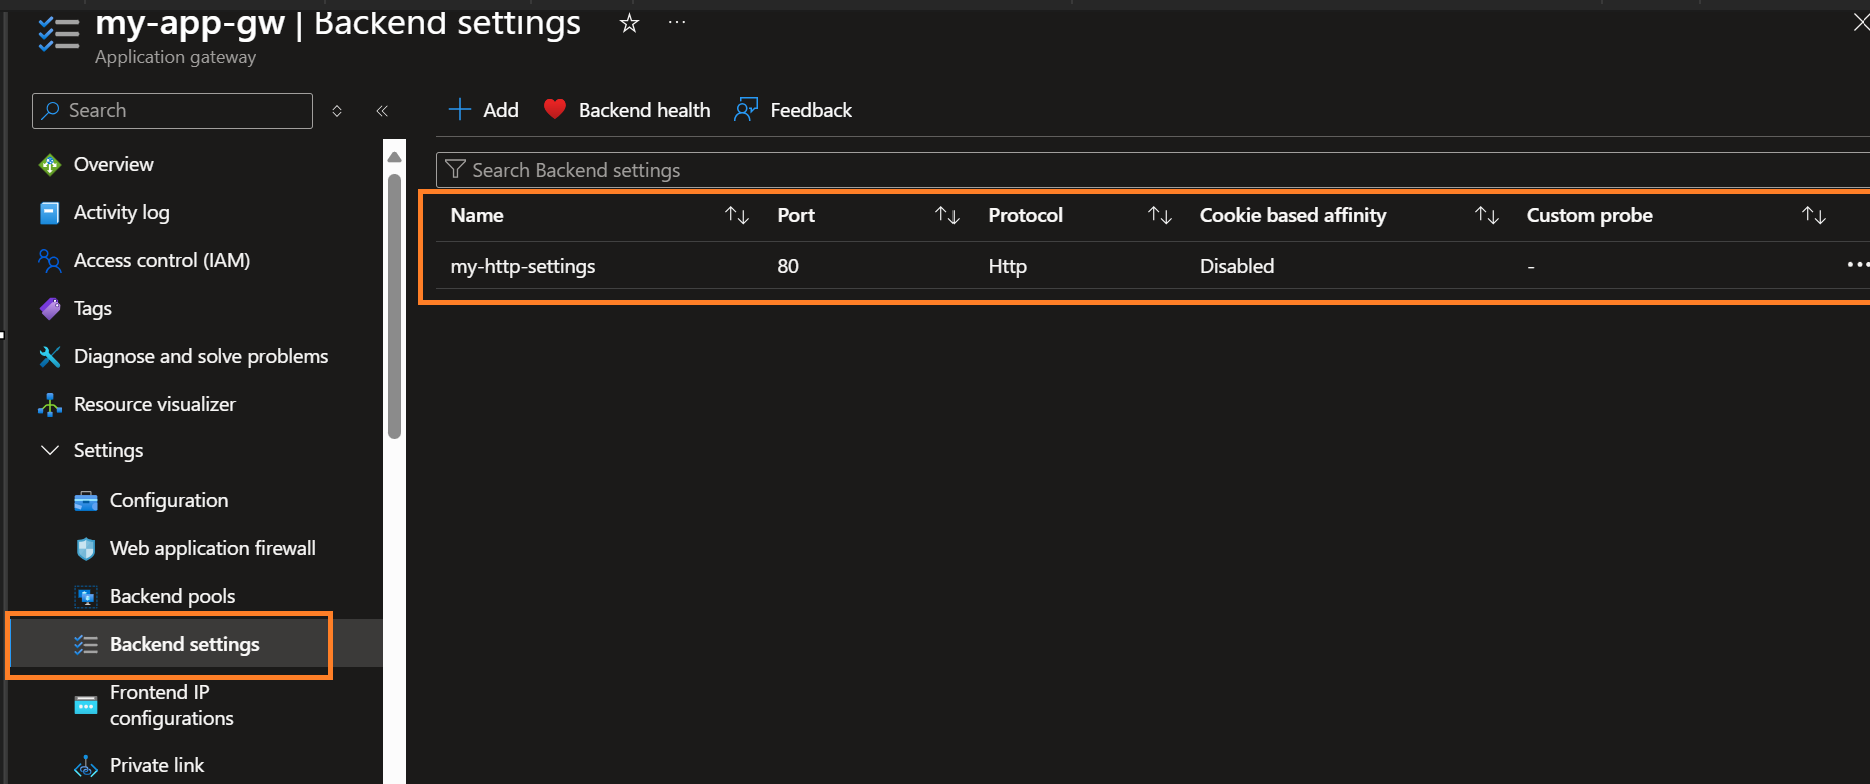 my-app-gw | Backend settings
Application gateway
Search
Add
Backend health
Feedback
Overview
Activity log
Access control (IAM)
Tags
Diagnose and solve problems
Resource visualizer
Settings
Configuration
Web application firewall
Backend pools
Backend settings
Frontend IP
configurations
Private link
Search Backend settings
Name Port Protocol Cookie based affinity Custom probe
my-http-settings 80 Http Disabled -